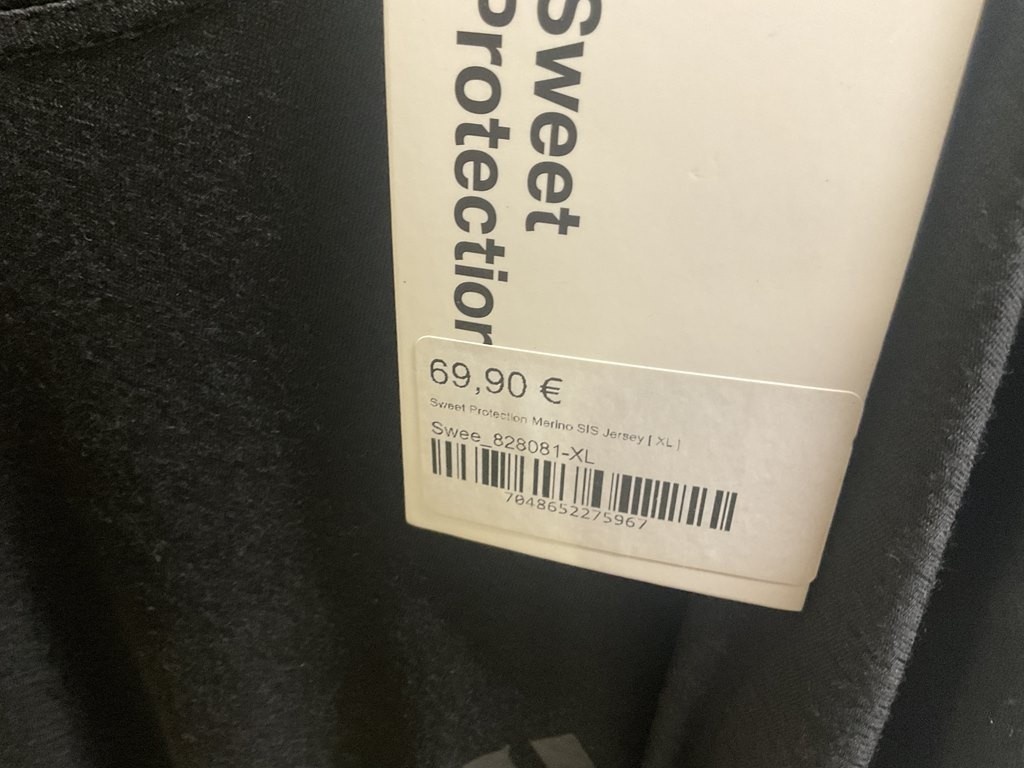 Sweet
Protection
69,90 €
Sweet Protection Merino SIS Jersey [ XL ]
Swee_828081-XL
7048652275967